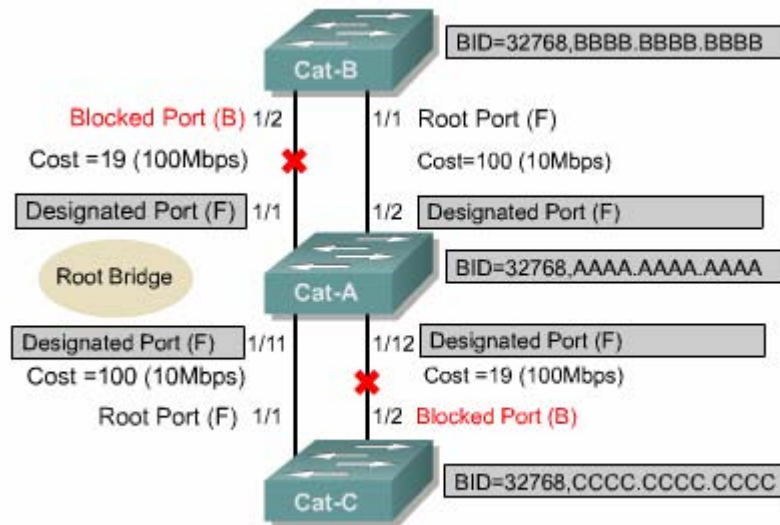 BID=32768,BBBB.BBBB.BBBB
Cat-B
Blocked Port (B) 1/2
1/1 Root Port (F)
Cost =19 (100Mbps)
Cost=100 (10Mbps)
Designated Port (F) 1/1
1/2 Designated Port (F)
Root Bridge
BID=32768,AAAA.AAAA.AAAA
Cat-A
Designated Port (F) 1/11
1/12 Designated Port (F)
Cost =100 (10Mbps)
Cost =19 (100Mbps)
Root Port (F) 1/1
1/2 Blocked Port (B)
BID=32768,CCCC.CCCC.CCCC
Cat-C